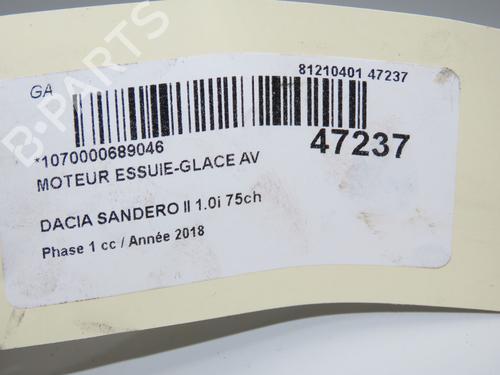 B-PARTS
GA
81210401 47237
*1070000689046
47237
MOTEUR ESSUIE-GLACE AV
DACIA SANDERO II 1.0i 75ch
Phase 1 cc / Année 2018